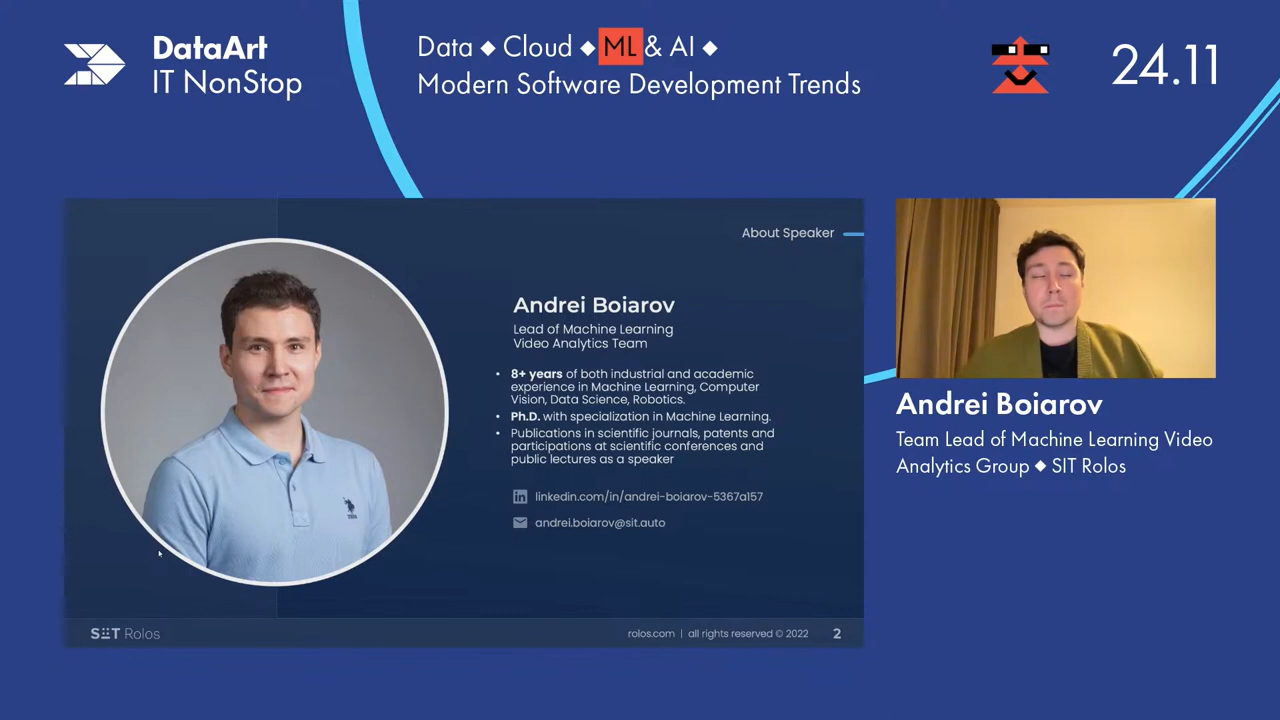 DataArt
IT NonStop
Data ◆ Cloud ◆ ML & AI ◆
Modern Software Development Trends
24.11
About Speaker
Andrei Boiarov
Lead of Machine Learning
Video Analytics Team
• 8+ years of both industrial and academic
experience in Machine Learning, Computer
Vision, Data Science, Robotics.
• Ph.D. with specialization in Machine Learning.
• Publications in scientific journals, patents and
participations at scientific conferences and
public lectures as a speaker
linkedin.com/in/andrei-boiarov-5367a157
andrei.boiarov@sit.auto
SIT Rolos
rolos.com | all rights reserved © 2022
2
Andrei Boiarov
Team Lead of Machine Learning Video
Analytics Group ◆ SIT Rolos